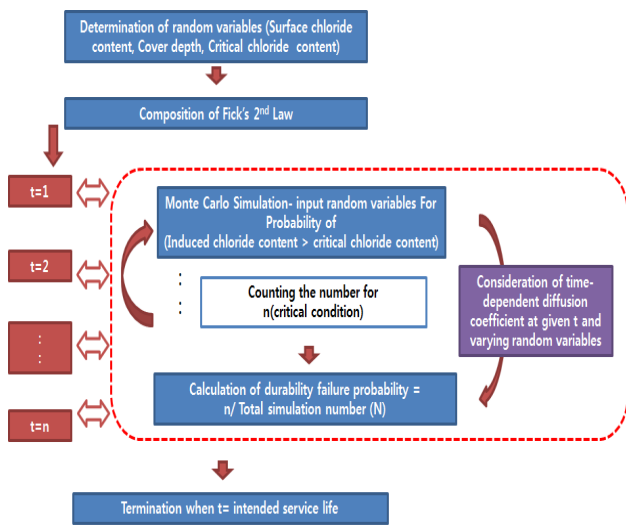 Determination of random variables (Surface chloride
content, Cover depth, Critical chloride content)
Composition of Fick's 2nd Law
t=1
t=2
:
:
t=n
Monte Carlo Simulation- input random variables For
Probability of
(Induced chloride content > critical chloride content)
:
:
Counting the number for
n(critical condition)
Consideration of time-
dependent diffusion
coefficient at given t and
varying random variables
Calculation of durability failure probability =
n/ Total simulation number (N)
Termination when t= intended service life